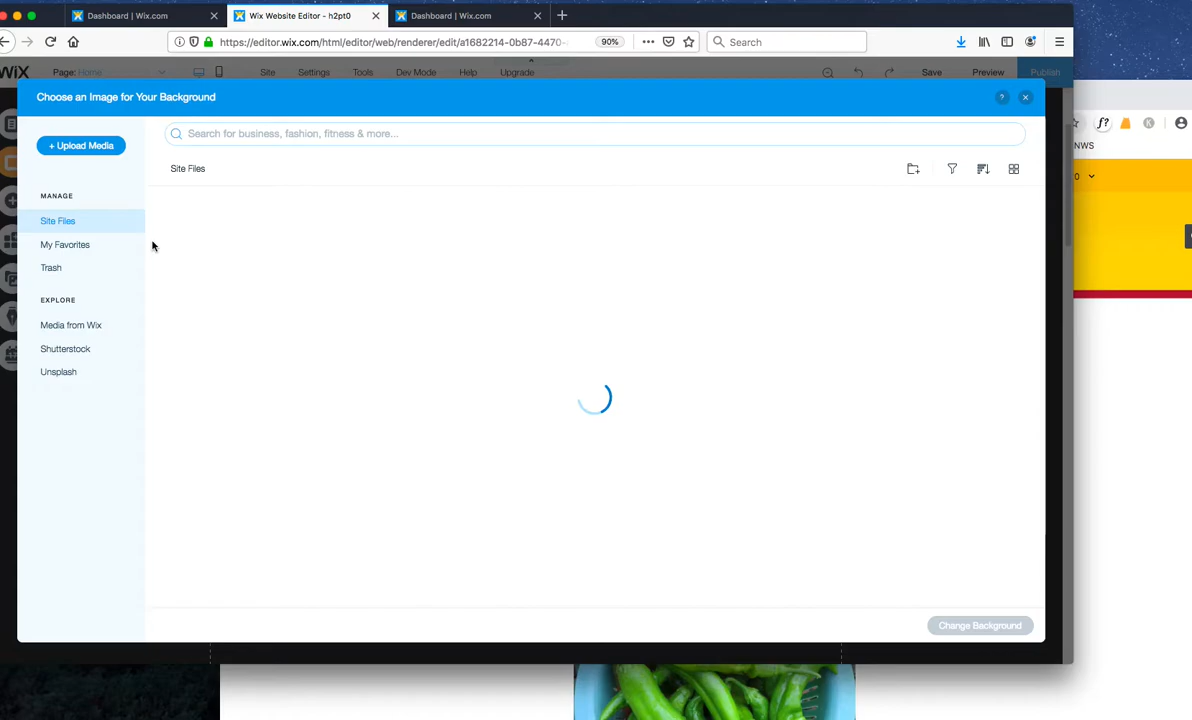 Dashboard | Wix.com
Wix Website Editor - h2pt0
Dashboard | Wix.com
https://editor.wix.com/html/editor/web/renderer/edit/a1682214-0b87-4470-
90%
Search
WiX
Page: Home
Site
Settings
Tools
Dev Mode
Help
Upgrade
Save
Preview
Publish
Choose an Image for Your Background
?
+ Upload Media
Search for business, fashion, fitness & more...
MANAGE
Site Files
My Favorites
Trash
EXPLORE
Media from Wix
Shutterstock
Unsplash
Site Files
Change Background
f?
K
NWS
0